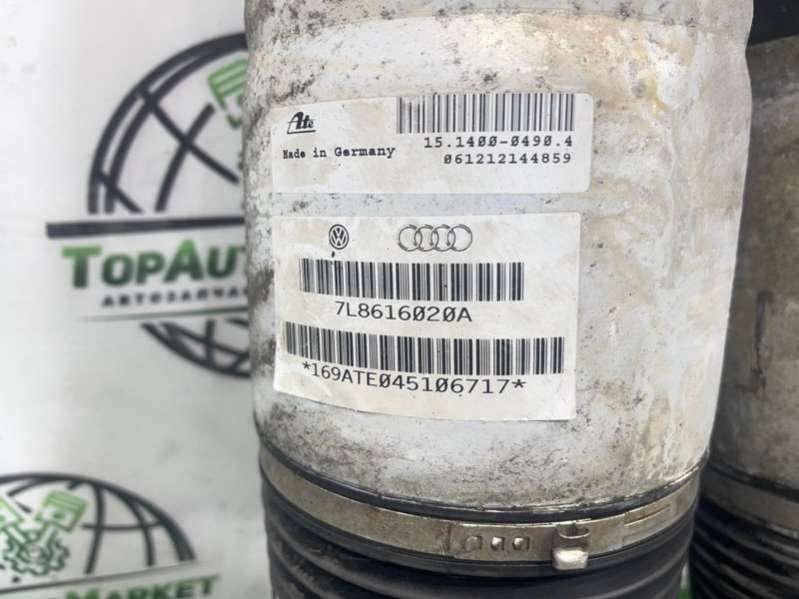 Ate
Made in Germany
15.1400-0490.4
061212144859
7L8616020A
*169ATE045106717*
TOPAUT
АВТОЗАПЧАС
MARKET